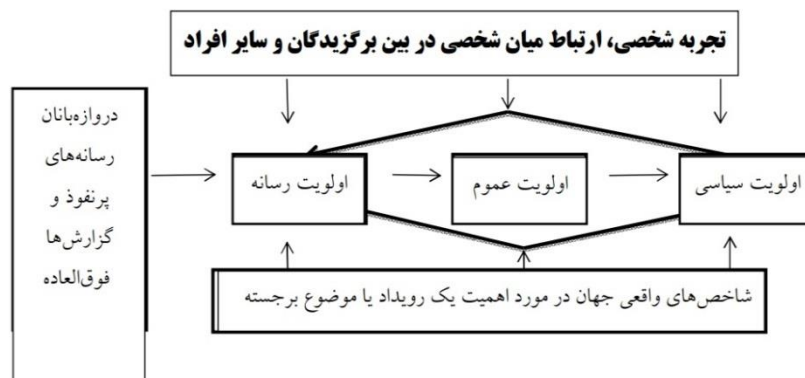 تجربه شخصی، ارتباط میان شخصی در بین برگزیدگان و سایر افراد
دروازه‌بانان
رسانه‌های
پرنفوذ و
گزارش‌ها
فوق‌العاده
اولویت رسانه
اولویت عموم
اولویت سیاسی
شاخص‌های واقعی جهان در مورد اهمیت یک رویداد یا موضوع برجسته